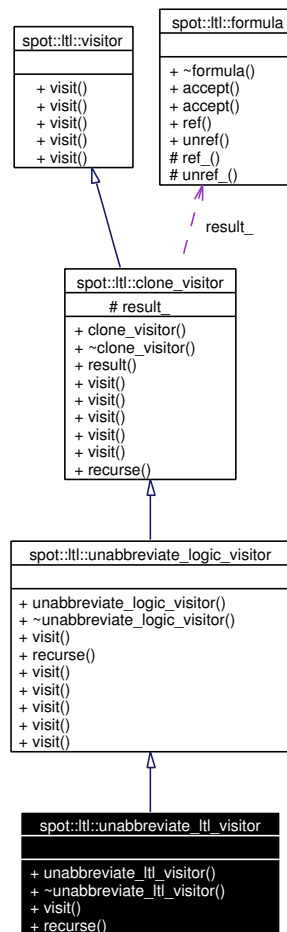 spot::ltl::formula
+ ~formula()
+ accept()
+ accept()
+ ref()
+ unref()
# ref_()
# unref_()
spot::ltl::visitor
+ visit()
+ visit()
+ visit()
+ visit()
+ visit()
result_
spot::ltl::clone_visitor
# result_
+ clone_visitor()
+ ~clone_visitor()
+ result()
+ visit()
+ visit()
+ visit()
+ visit()
+ visit()
+ recurse()
spot::ltl::unabbreviate_logic_visitor
+ unabbreviate_logic_visitor()
+ ~unabbreviate_logic_visitor()
+ visit()
+ recurse()
+ visit()
+ visit()
+ visit()
+ visit()
+ visit()
spot::ltl::unabbreviate_ltl_visitor
+ unabbreviate_ltl_visitor()
+ ~unabbreviate_ltl_visitor()
+ visit()
+ recurse()